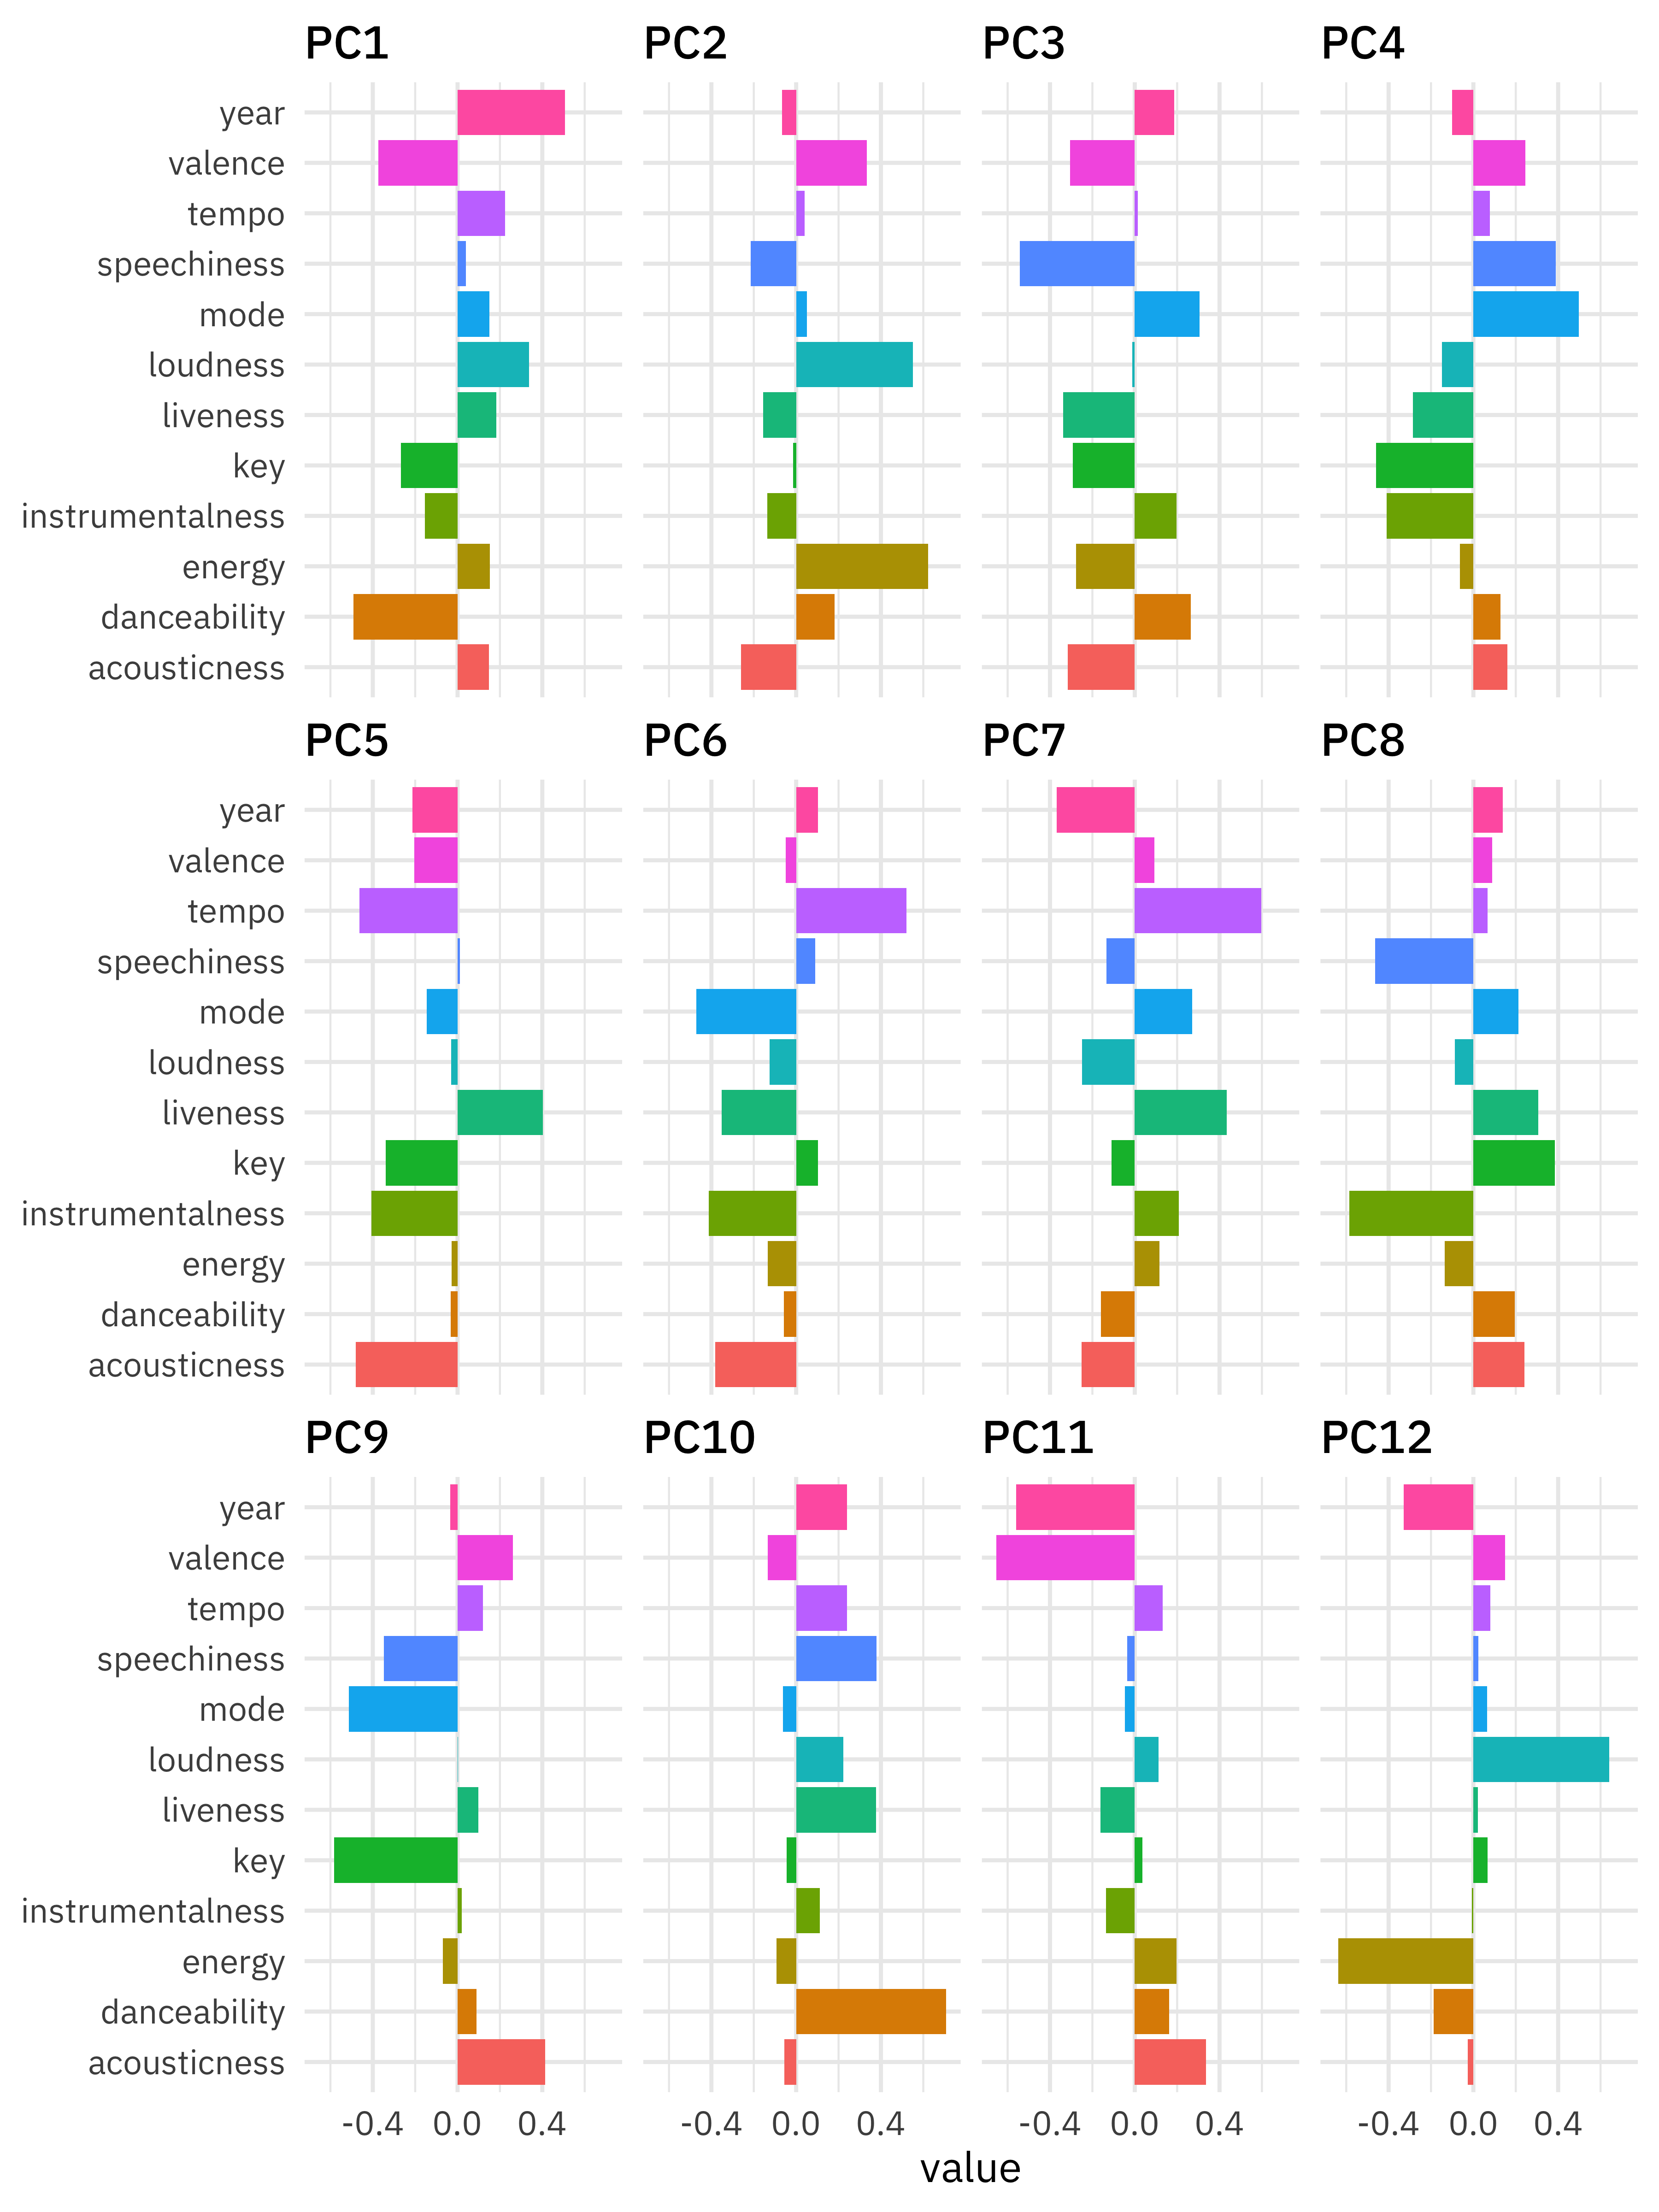 PC1 PC2 PC3 PC4
year
valence
tempo
speechiness
mode
loudness
liveness
key
instrumentalness
energy
danceability
acousticness
PC5 PC6 PC7 PC8
year
valence
tempo
speechiness
mode
loudness
liveness
key
instrumentalness
energy
danceability
acousticness
PC9 PC10 PC11 PC12
year
valence
tempo
speechiness
mode
loudness
liveness
key
instrumentalness
energy
danceability
acousticness
-0.4 0.0 0.4 -0.4 0.0 0.4 -0.4 0.0 0.4 -0.4 0.0 0.4
value